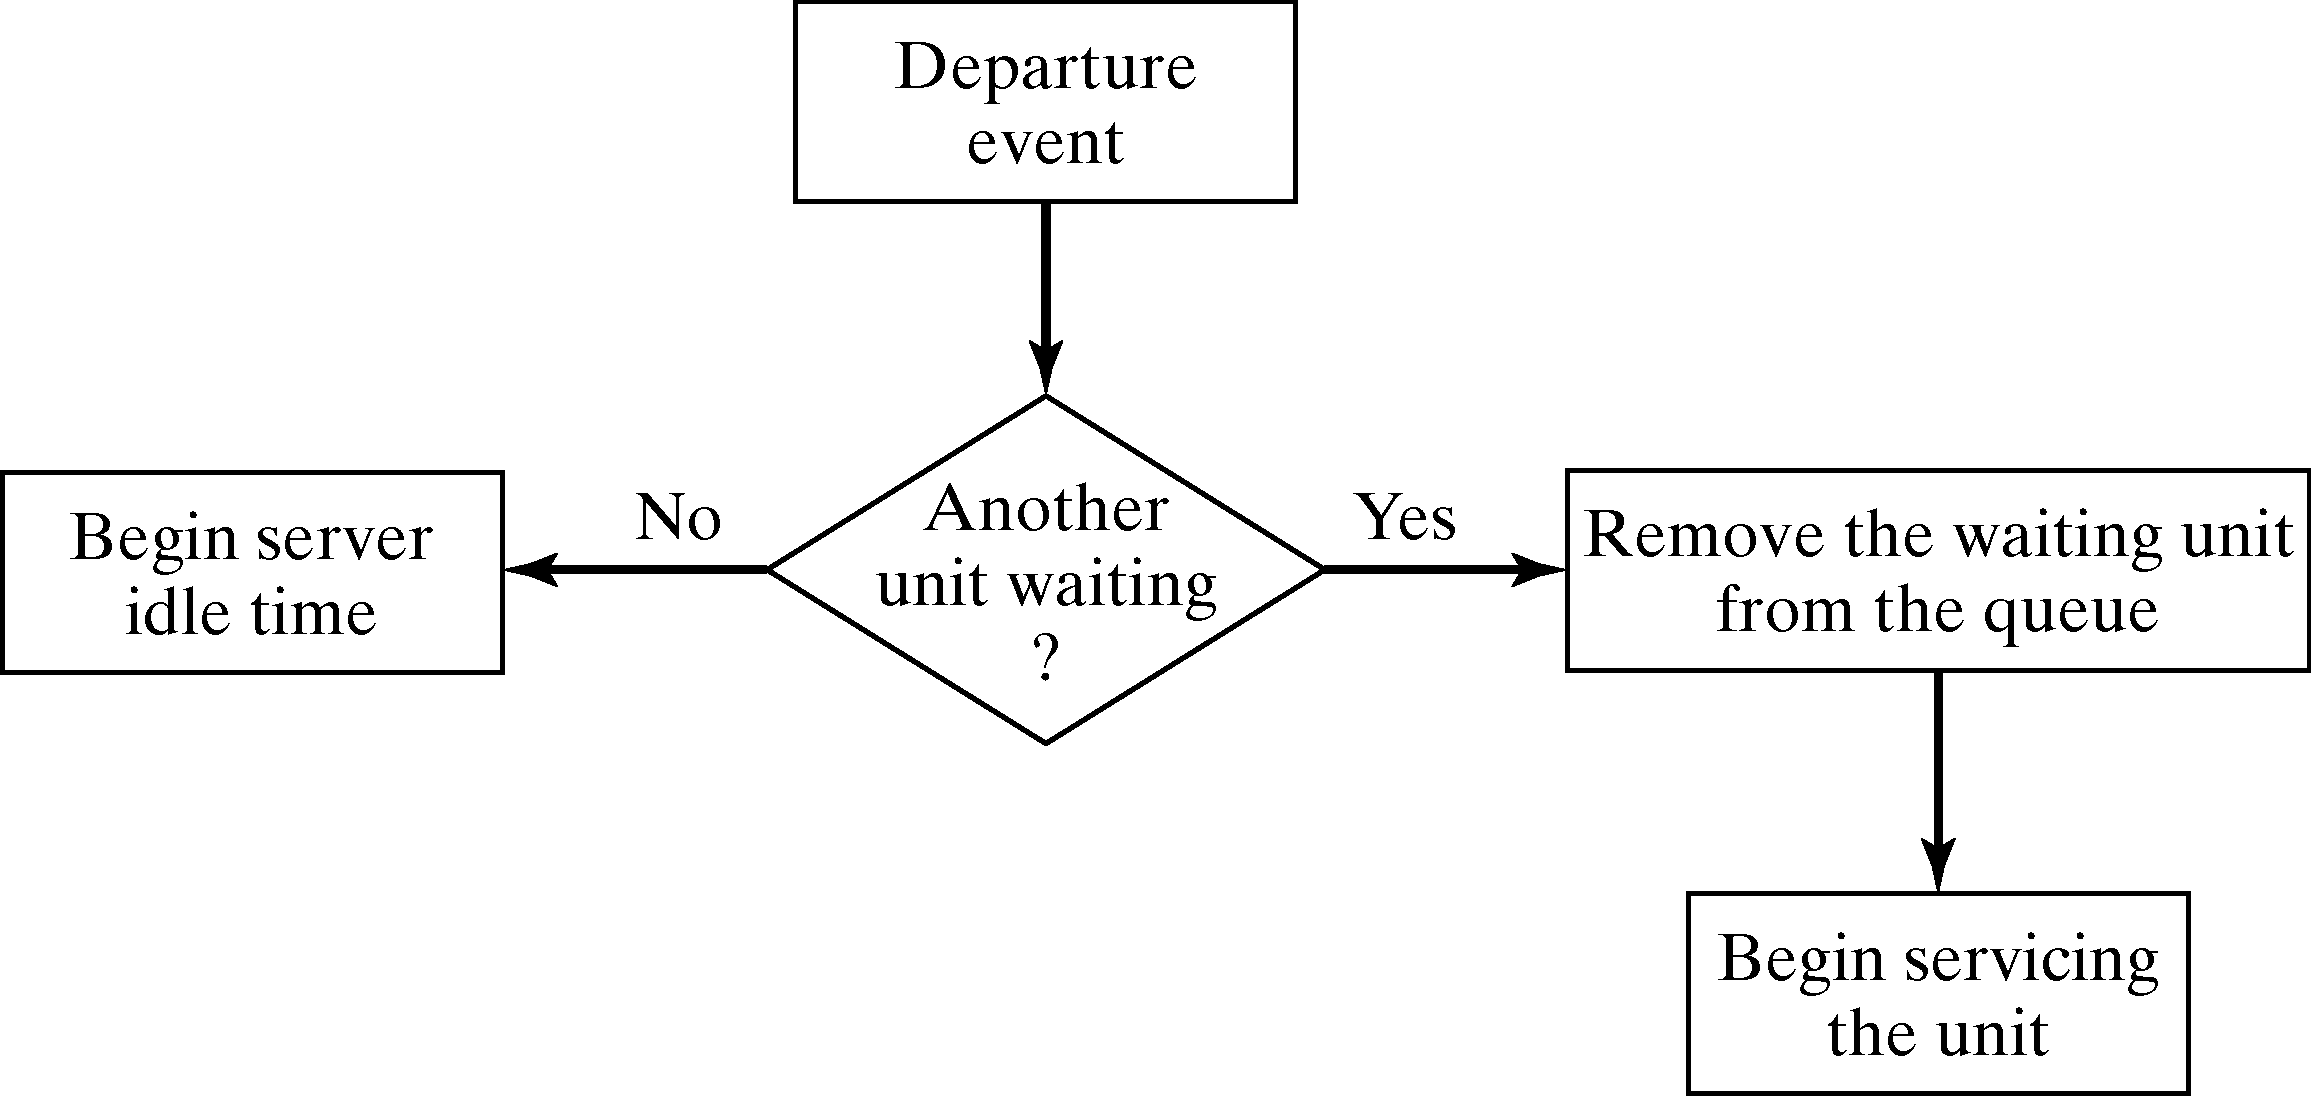 Departure
event
No
Yes
Begin server
idle time
Another
unit waiting
?
Remove the waiting unit
from the queue
Begin servicing
the unit